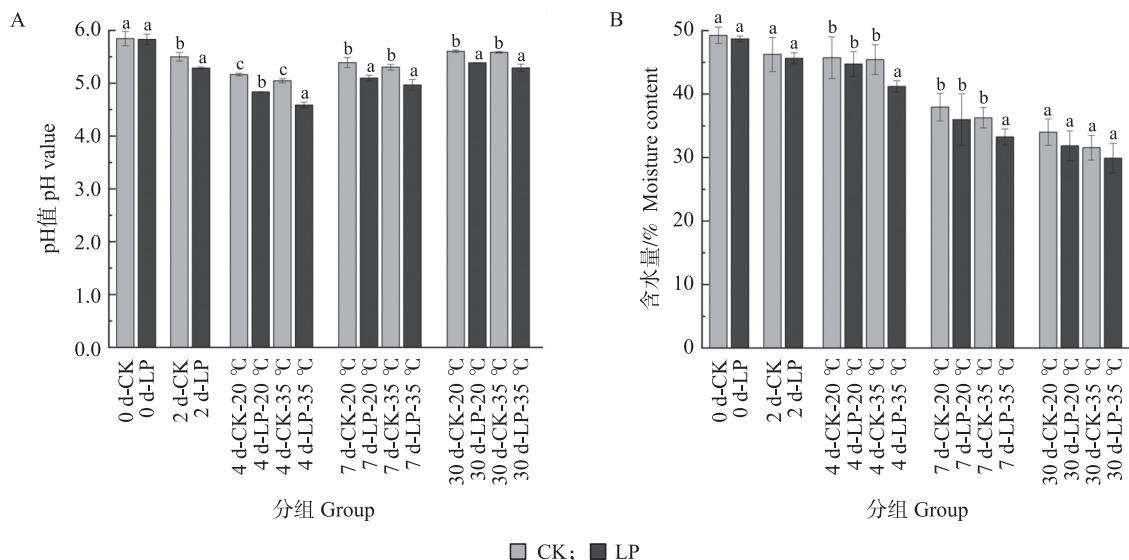 A
pH值 pH value
6.0
5.0
4.0
3.0
2.0
1.0
0.0
a a
b a
c b c a
b a b a
b a b a
0 d-CK
0 d-LP
2 d-CK
2 d-LP
4 d-CK-20 ℃
4 d-LP-20 ℃
4 d-CK-35 ℃
4 d-LP-35 ℃
7 d-CK-20 ℃
7 d-LP-20 ℃
7 d-CK-35 ℃
7 d-LP-35 ℃
30 d-CK-20 ℃
30 d-LP-20 ℃
30 d-CK-35 ℃
30 d-LP-35 ℃
分组 Group
B
含水量/% Moisture content
50
40
30
20
10
0
a a
a a
b b b a
b b b a
a a a a
0 d-CK
0 d-LP
2 d-CK
2 d-LP
4 d-CK-20 ℃
4 d-LP-20 ℃
4 d-CK-35 ℃
4 d-LP-35 ℃
7 d-CK-20 ℃
7 d-LP-20 ℃
7 d-CK-35 ℃
7 d-LP-35 ℃
30 d-CK-20 ℃
30 d-LP-20 ℃
30 d-CK-35 ℃
30 d-LP-35 ℃
分组 Group
CK； LP